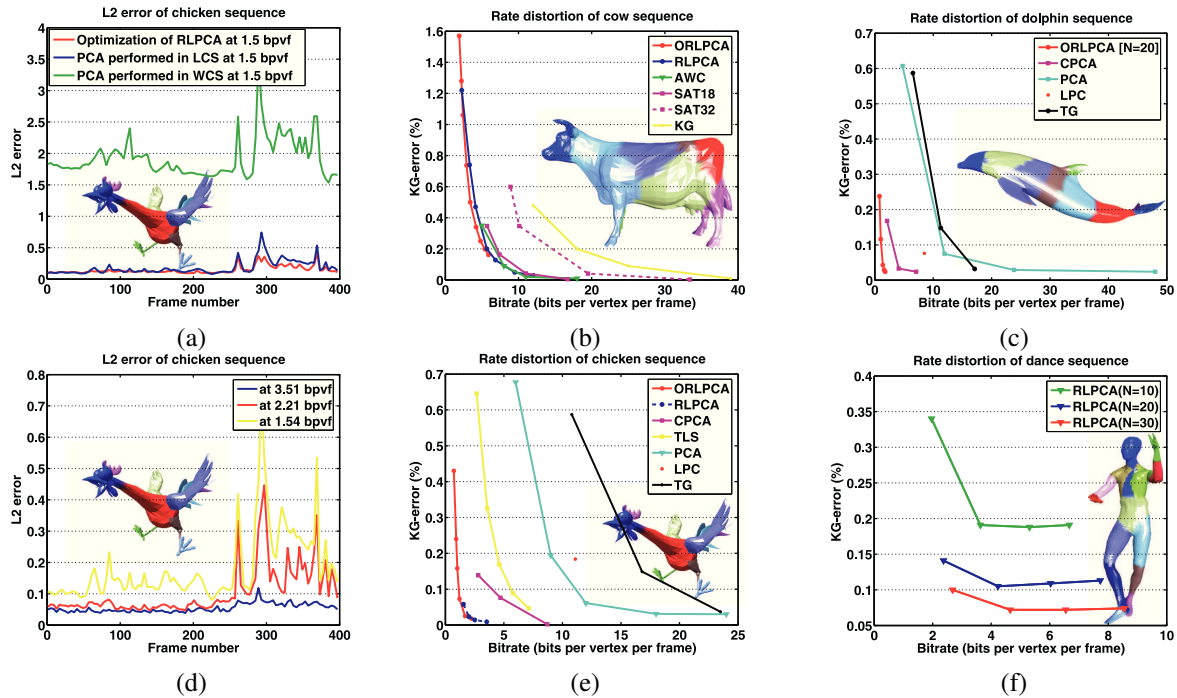 L2 error of chicken sequence
4
3.5
3
2.5
2
1.5
1
0.5
0
L2 error
Optimization of RLPCA at 1.5 bpvf
PCA performed in LCS at 1.5 bpvf
PCA performed in WCS at 1.5 bpvf
0 100 200 300 400
Frame number
(a)
Rate distortion of cow sequence
1.6
1.4
1.2
1.0
0.8
0.6
0.4
0.2
0
KG-error (%)
ORLPCA
RLPCA
AWC
SAT18
SAT32
KG
0 10 20 30 40
Bitrate (bits per vertex per frame)
(b)
Rate distortion of dolphin sequence
0.7
0.6
0.5
0.4
0.3
0.2
0.1
0
KG-error (%)
ORLPCA [N=20]
CPCA
PCA
LPC
TG
0 10 20 30 40 50
Bitrate (bits per vertex per frame)
(c)
L2 error of chicken sequence
0.8
0.7
0.6
0.5
0.4
0.3
0.2
0.1
0
L2 error
at 3.51 bpvf
at 2.21 bpvf
at 1.54 bpvf
0 100 200 300 400
Frame number
(d)
Rate distortion of chicken sequence
0.7
0.6
0.5
0.4
0.3
0.2
0.1
0
KG-error (%)
ORLPCA
RLPCA
CPCA
TLS
PCA
LPC
TG
0 5 10 15 20 25
Bitrate (bits per vertex per frame)
(e)
Rate distortion of dance sequence
0.4
0.35
0.3
0.25
0.2
0.15
0.1
0.05
KG-error (%)
RLPCA(N=10)
RLPCA(N=20)
RLPCA(N=30)
0 2 4 6 8 10
Bitrate (bits per vertex per frame)
(f)